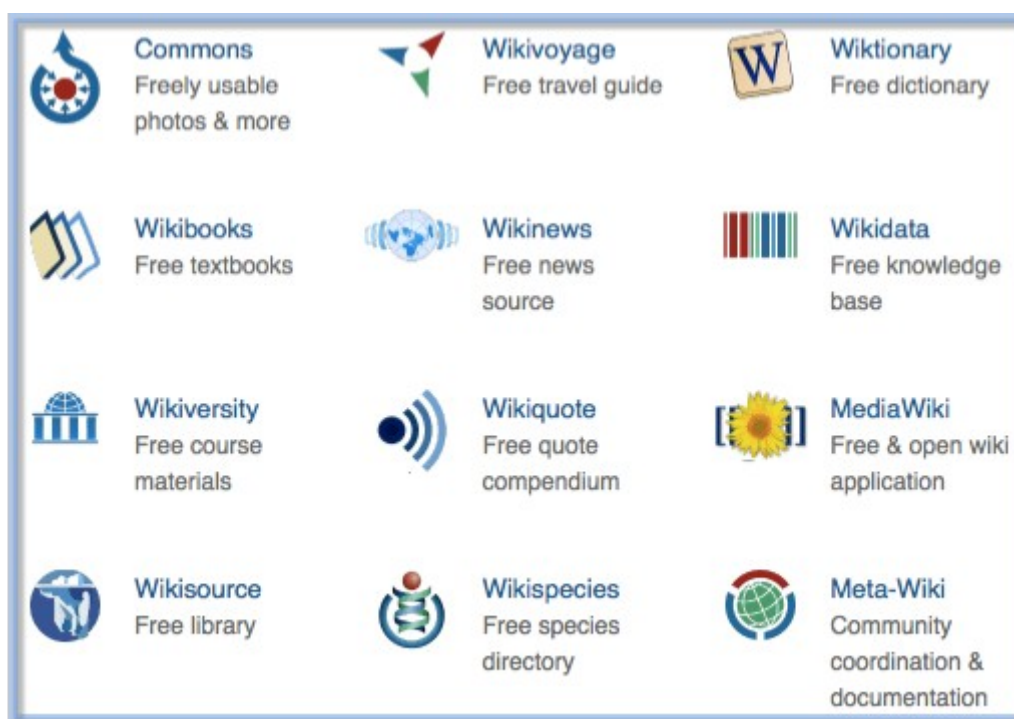 Commons
Freely usable
photos & more
Wikivoyage
Free travel guide
W
Wiktionary
Free dictionary
Wikibooks
Free textbooks
Wikinews
Free news
source
Wikidata
Free knowledge
base
Wikiversity
Free course
materials
Wikiquote
Free quote
compendium
MediaWiki
Free & open wiki
application
Wikisource
Free library
Wikispecies
Free species
directory
Meta-Wiki
Community
coordination &
documentation